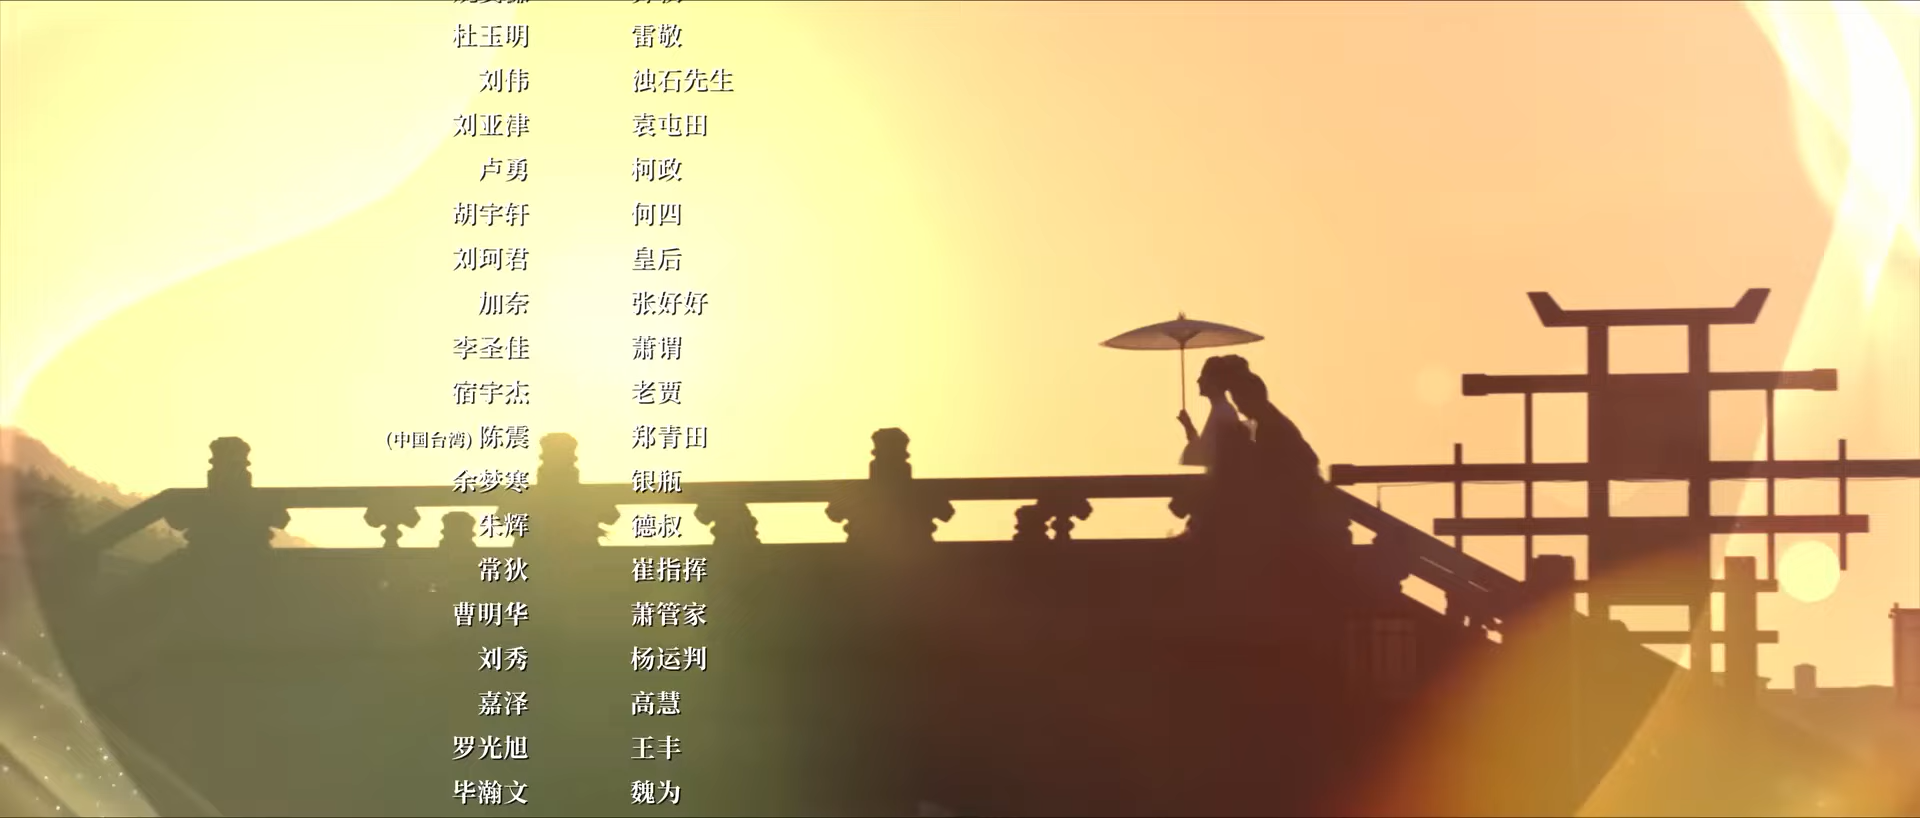 杜玉明 雷敬
刘伟 浊石先生
刘亚津 袁屯田
卢勇 柯政
胡宇轩 何四
刘珂君 皇后
加奈 张好好
李圣佳 萧谓
宿宇杰 老贾
(中国台湾) 陈震 郑青田
余梦寒 银瓶
朱辉 德叔
常狄 崔指挥
曹明华 萧管家
刘秀 杨运判
嘉泽 高慧
罗光旭 王丰
毕瀚文 魏为